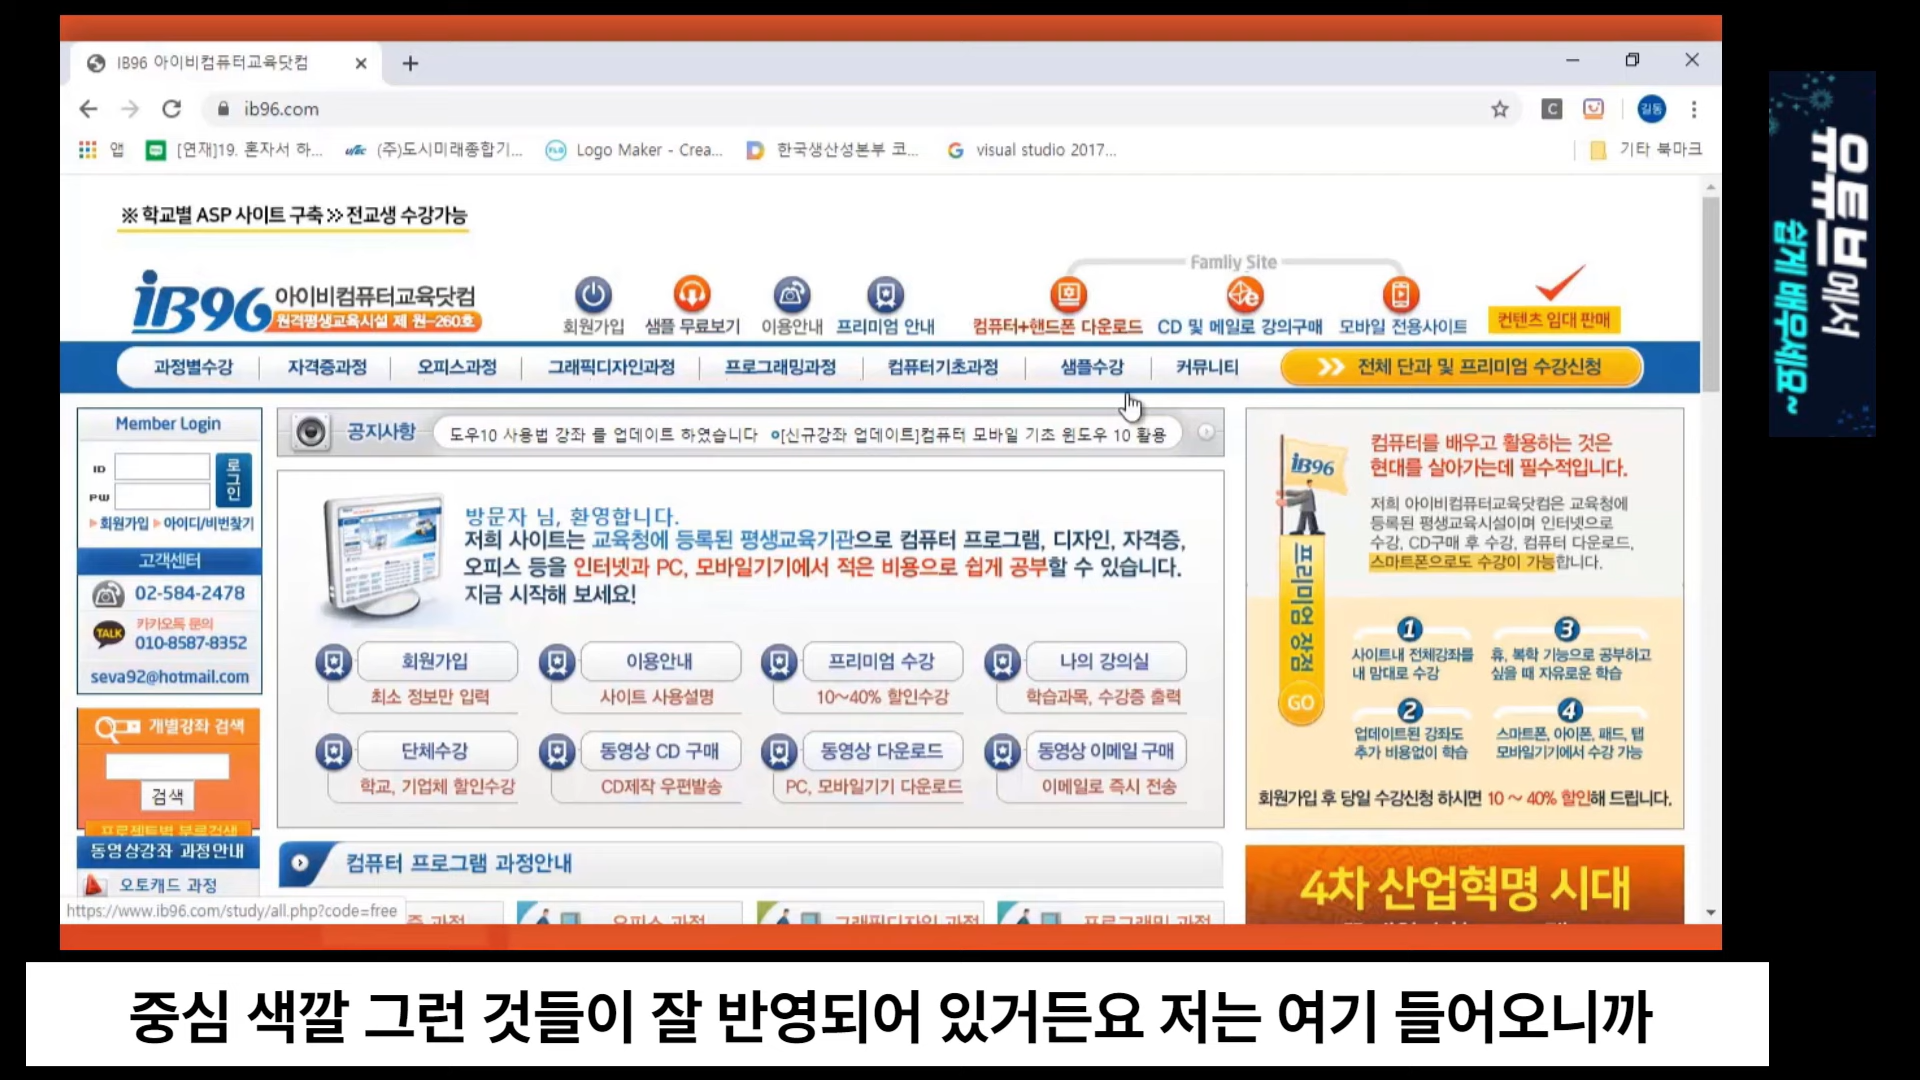 IB96 아이비컴퓨터교육닷컴
ib96.com
C
길동
앱
[연재]19. 혼자서 하...
(주)도시미래종합기...
Logo Maker - Crea...
한국생산성본부 코...
visual studio 2017...
기타 북마크
※ 학교별 ASP 사이트 구축 >> 전교생 수강가능
Famliy Site
iB96 아이비컴퓨터교육닷컴
원격평생교육시설 제 원-260호
회원가입
샘플 무료보기
이용안내
프리미엄 안내
컴퓨터+핸드폰 다운로드
CD 및 메일로 강의구매
모바일 전용사이트
컨텐츠 임대 판매
과정별수강
자격증과정
오피스과정
그래픽디자인과정
프로그래밍과정
컴퓨터기초과정
샘플수강
커뮤니티
전체 단과 및 프리미엄 수강신청
Member Login
ID
PW
로그인
회원가입
아이디/비번찾기
고객센터
02-584-2478
TALK
카카오톡 문의
010-8587-8352
seva92@hotmail.com
개별강좌 검색
검색
동영상강좌 과정안내
오토캐드 과정
https://www.ib96.com/study/all.php?code=free
공지사항
도우10 사용법 강좌 를 업데이트 하였습니다
[신규강좌 업데이트]컴퓨터 모바일 기초 윈도우 10 활용
방문자 님, 환영합니다.
저희 사이트는 교육청에 등록된 평생교육기관으로 컴퓨터 프로그램, 디자인, 자격증,
오피스 등을 인터넷과 PC, 모바일기기에서 적은 비용으로 쉽게 공부할 수 있습니다.
지금 시작해 보세요!
회원가입
최소 정보만 입력
이용안내
사이트 사용설명
프리미엄 수강
10~40% 할인수강
나의 강의실
학습과목, 수강증 출력
단체수강
학교, 기업체 할인수강
동영상 CD 구매
CD제작 우편발송
동영상 다운로드
PC, 모바일기기 다운로드
동영상 이메일 구매
이메일로 즉시 전송
컴퓨터 프로그램 과정안내
iB96
컴퓨터를 배우고 활용하는 것은
현대를 살아가는데 필수적입니다.
저희 아이비컴퓨터교육닷컴은 교육청에
등록된 평생교육시설이며 인터넷으로
수강, CD구매 후 수강, 컴퓨터 다운로드,
스마트폰으로도 수강이 가능합니다.
프리미엄 장점
GO
1
사이트내 전체강좌를
내 맘대로 수강
3
휴, 복학 기능으로 공부하고
싶을 때 자유로운 학습
2
업데이트된 강좌도
추가 비용없이 학습
4
스마트폰, 아이폰, 패드, 탭
모바일기기에서 수강 가능
회원가입 후 당일 수강신청 하시면 10 ~ 40% 할인해 드립니다.
4차 산업혁명 시대
유튜브에서
쉽게 배우세요~
중심 색깔 그런 것들이 잘 반영되어 있거든요 저는 여기 들어오니까